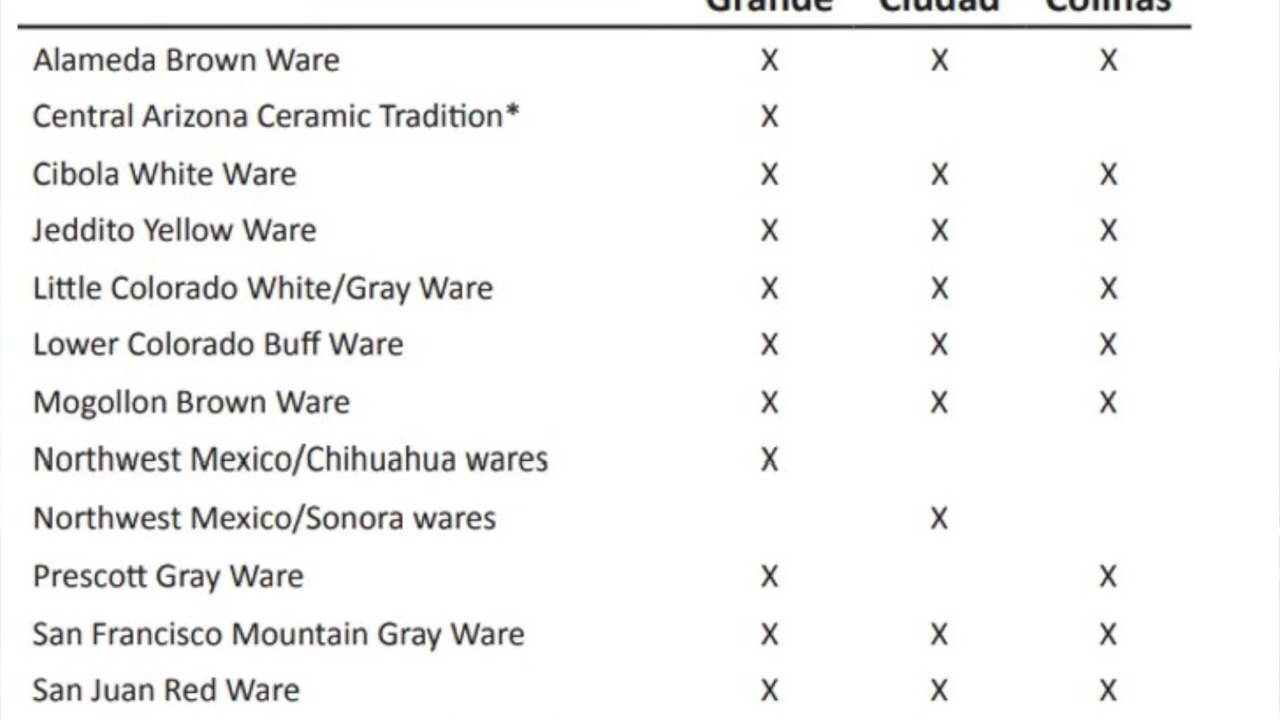 Grande Ciudad Colinas
Alameda Brown Ware X X X
Central Arizona Ceramic Tradition* X
Cibola White Ware X X X
Jeddito Yellow Ware X X X
Little Colorado White/Gray Ware X X X
Lower Colorado Buff Ware X X X
Mogollon Brown Ware X X X
Northwest Mexico/Chihuahua wares X
Northwest Mexico/Sonora wares X
Prescott Gray Ware X X
San Francisco Mountain Gray Ware X X X
San Juan Red Ware X X X